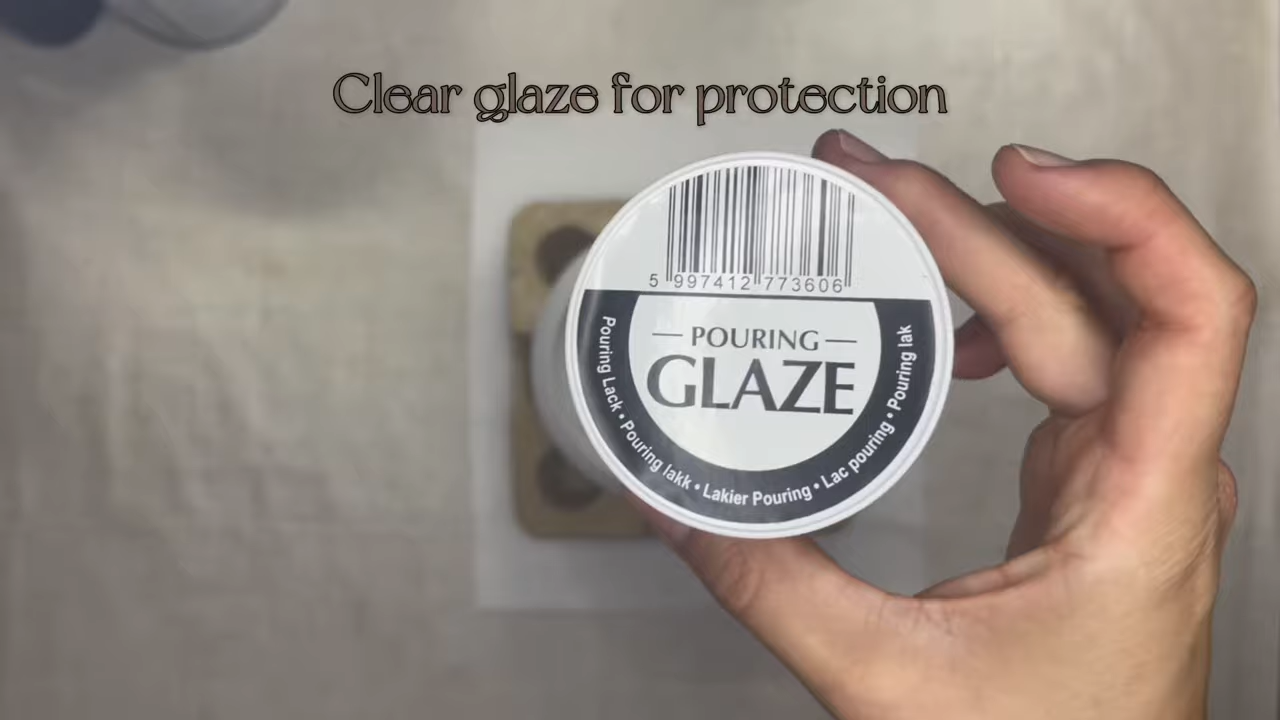 Clear glaze for protection
5 997412 773606
POURING
GLAZE
Pouring Lack • Pouring lakk • Lakier Pouring • Lac pouring • Pouring lak